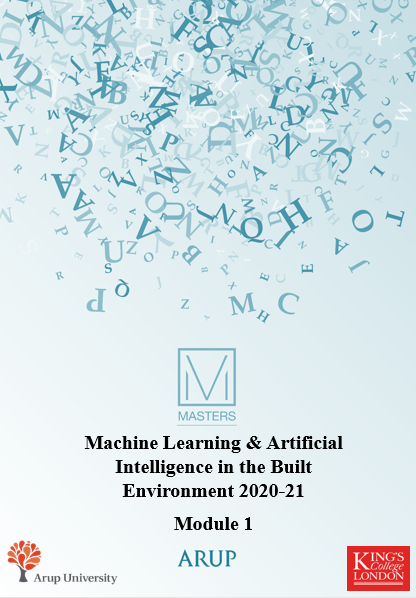 M
MASTERS
Machine Learning & Artificial
Intelligence in the Built
Environment 2020-21
Module 1
Arup University
ARUP
KING'S
College
LONDON